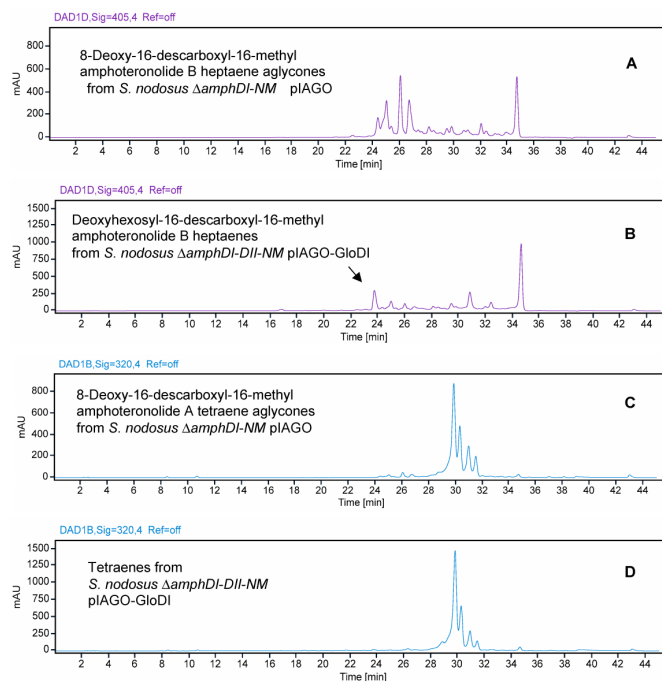 DAD1D,Sig=405,4 Ref=off
800
600
400
200
0
mAU
8-Deoxy-16-descarboxyl-16-methyl
amphoteronolide B heptaene aglycones
from S. nodosus ΔamphDI-NM pIAGO
A
2 4 6 8 10 12 14 16 18 20 22 24 26 28 30 32 34 36 38 40 42 44
Time [min]
DAD1D,Sig=405,4 Ref=off
1500
1250
1000
750
500
250
0
mAU
Deoxyhexosyl-16-descarboxyl-16-methyl
amphoteronolide B heptaenes
from S. nodosus ΔamphDI-DII-NM pIAGO-GloDI
B
2 4 6 8 10 12 14 16 18 20 22 24 26 28 30 32 34 36 38 40 42 44
Time [min]
DAD1B,Sig=320,4 Ref=off
800
600
400
200
0
mAU
8-Deoxy-16-descarboxyl-16-methyl
amphoteronolide A tetraene aglycones
from S. nodosus ΔamphDI-NM pIAGO
C
2 4 6 8 10 12 14 16 18 20 22 24 26 28 30 32 34 36 38 40 42 44
Time [min]
DAD1B,Sig=320,4 Ref=off
1500
1250
1000
750
500
250
0
mAU
Tetraenes from
S. nodosus ΔamphDI-DII-NM
pIAGO-GloDI
D
2 4 6 8 10 12 14 16 18 20 22 24 26 28 30 32 34 36 38 40 42 44
Time [min]